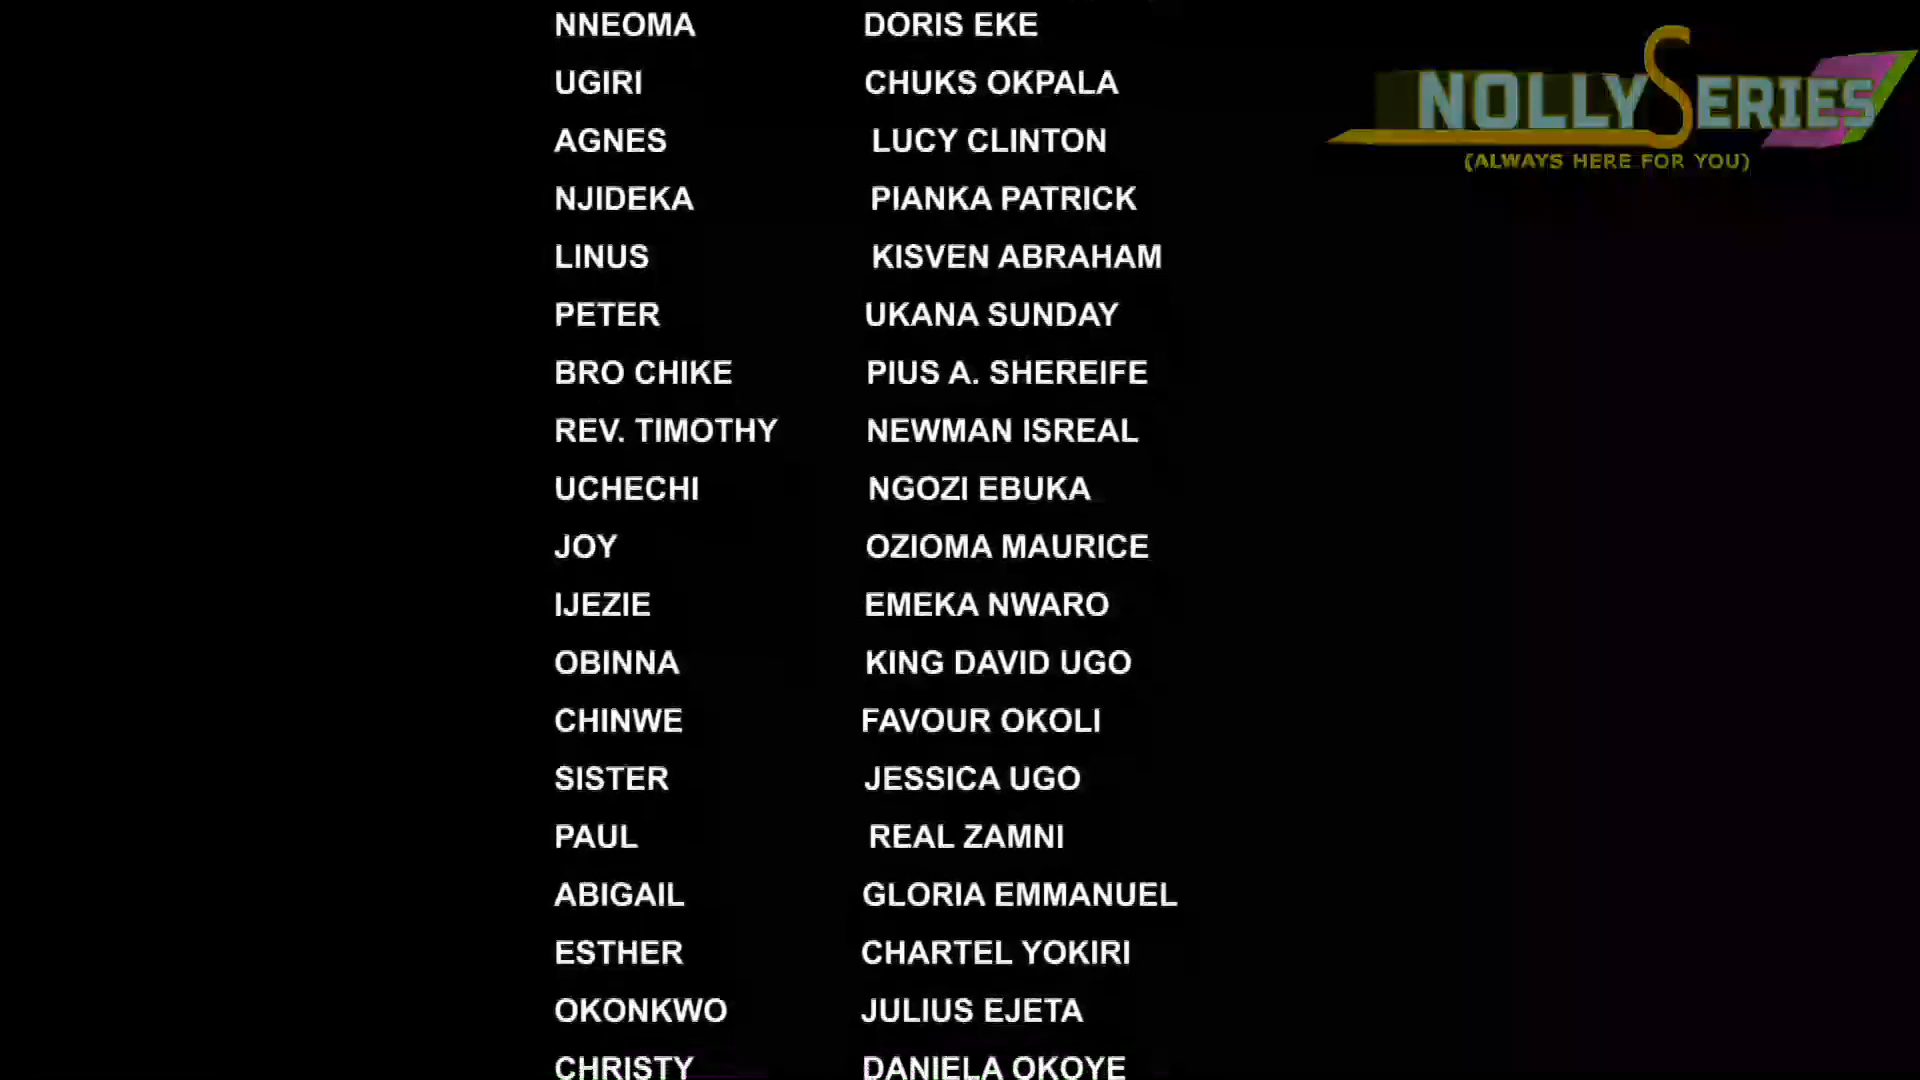 NNEOMA DORIS EKE
UGIRI CHUKS OKPALA
AGNES LUCY CLINTON
NJIDEKA PIANKA PATRICK
LINUS KISVEN ABRAHAM
PETER UKANA SUNDAY
BRO CHIKE PIUS A. SHEREIFE
REV. TIMOTHY NEWMAN ISREAL
UCHECHI NGOZI EBUKA
JOY OZIOMA MAURICE
IJEZIE EMEKA NWARO
OBINNA KING DAVID UGO
CHINWE FAVOUR OKOLI
SISTER JESSICA UGO
PAUL REAL ZAMNI
ABIGAIL GLORIA EMMANUEL
ESTHER CHARTEL YOKIRI
OKONKWO JULIUS EJETA
CHRISTY DANIELA OKOYE
NOLLYSERIES
(ALWAYS HERE FOR YOU)